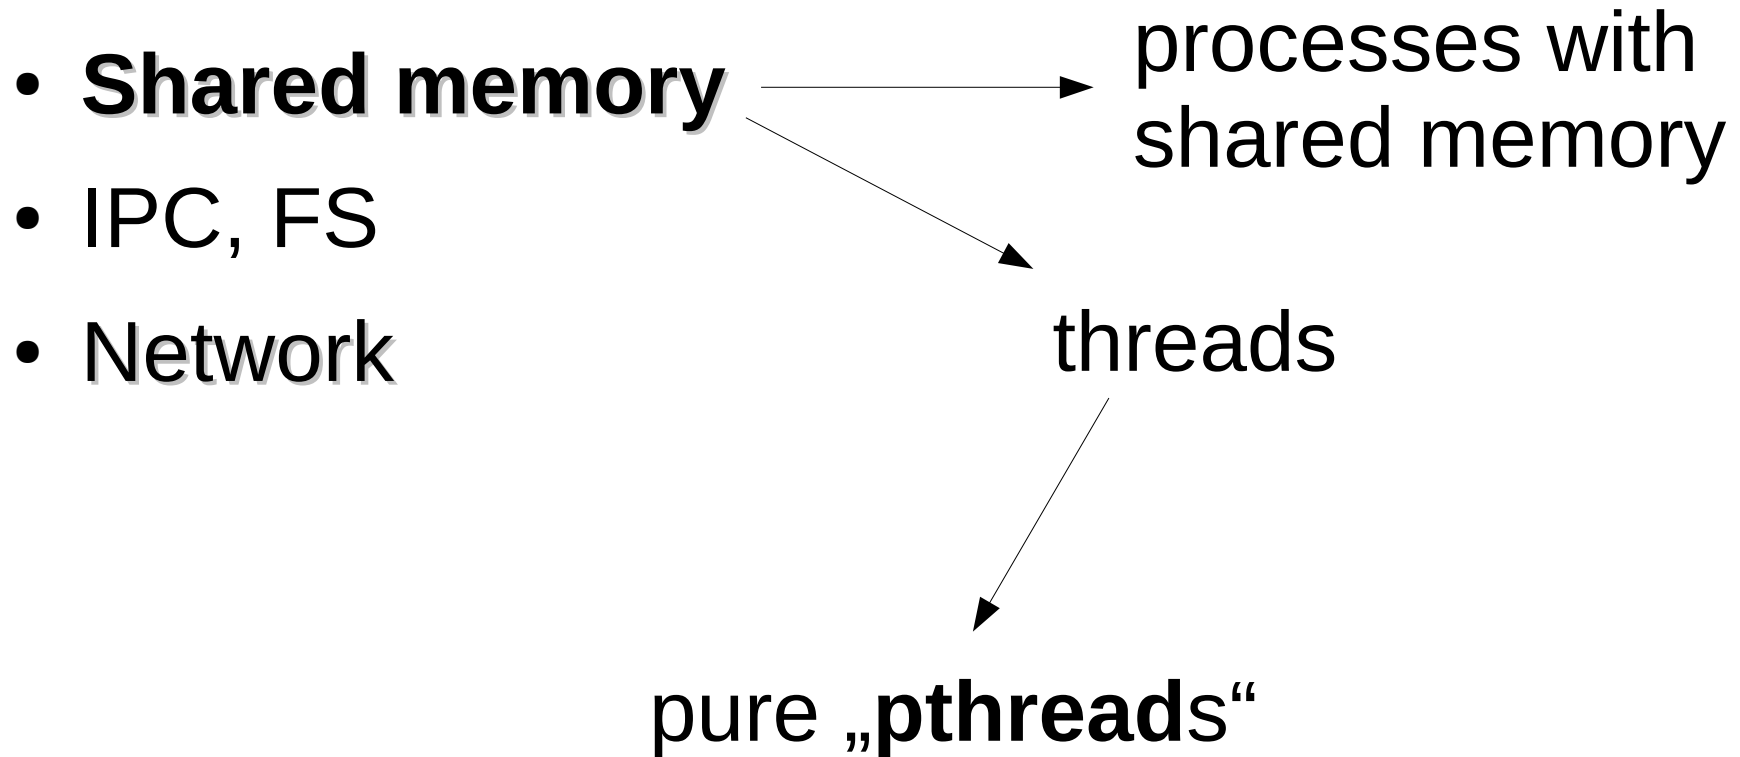 • Shared memory
• IPC, FS
• Network
processes with
shared memory
threads
pure „pthreads“